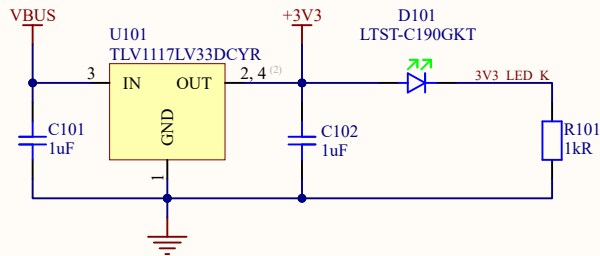 VBUS
+3V3
D101
LTST-C190GKT
U101
TLV1117LV33DCYR
3
IN
OUT
2, 4 (2)
3V3_LED_K
GND
1
C101
1uF
C102
1uF
R101
1kR